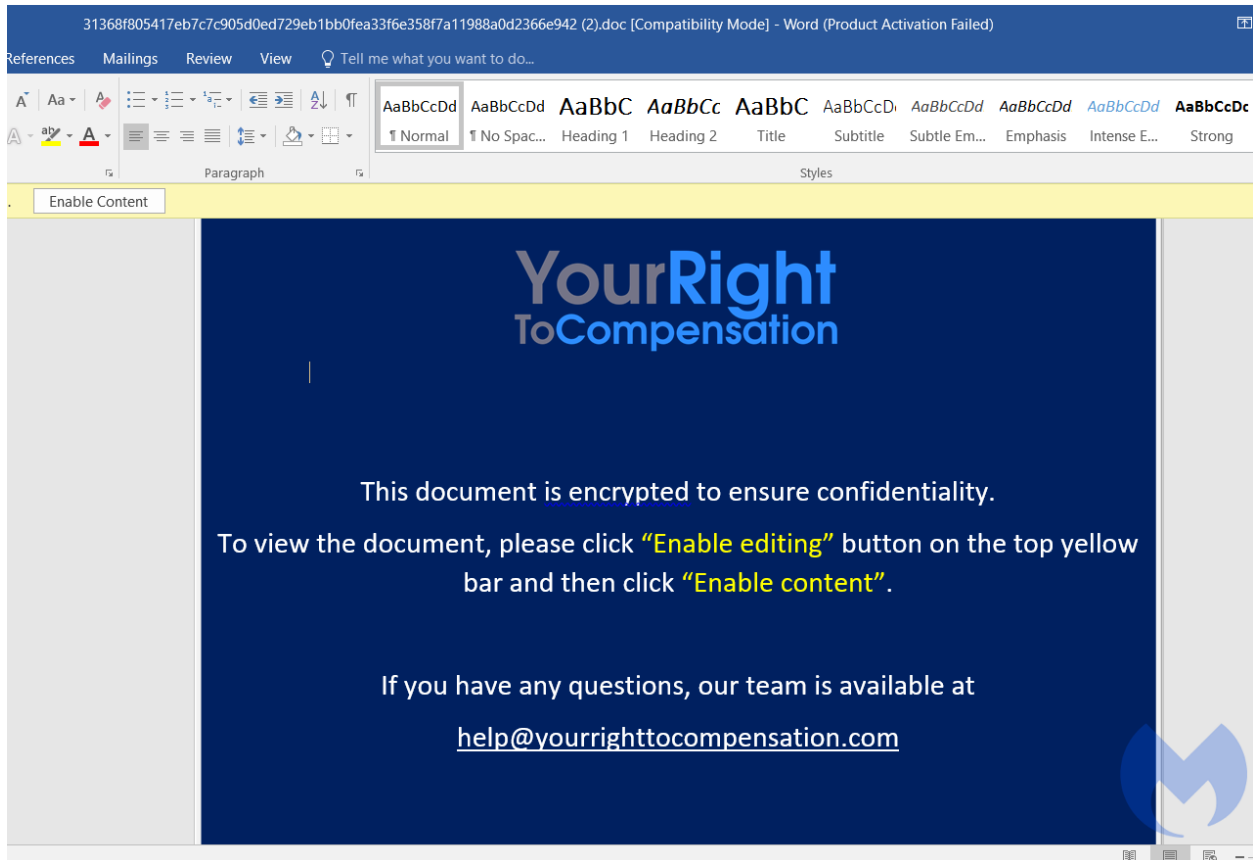 31368f805417eb7c7c905d0ed729eb1bb0fea33f6e358f7a11988a0d2366e942 (2).doc [Compatibility Mode] - Word (Product Activation Failed)
References Mailings Review View Tell me what you want to do...
AaBbCcDd AaBbCcDd AaBbC AaBbCc AaBbC AaBbCcD AaBbCcDd AaBbCcDd AaBbCcDd AaBbCcDc
¶ Normal ¶ No Spac... Heading 1 Heading 2 Title Subtitle Subtle Em... Emphasis Intense E... Strong
Paragraph Styles
Enable Content
YourRight
ToCompensation
This document is encrypted to ensure confidentiality.
To view the document, please click “Enable editing” button on the top yellow
bar and then click “Enable content”.
If you have any questions, our team is available at
help@yourrighttocompensation.com